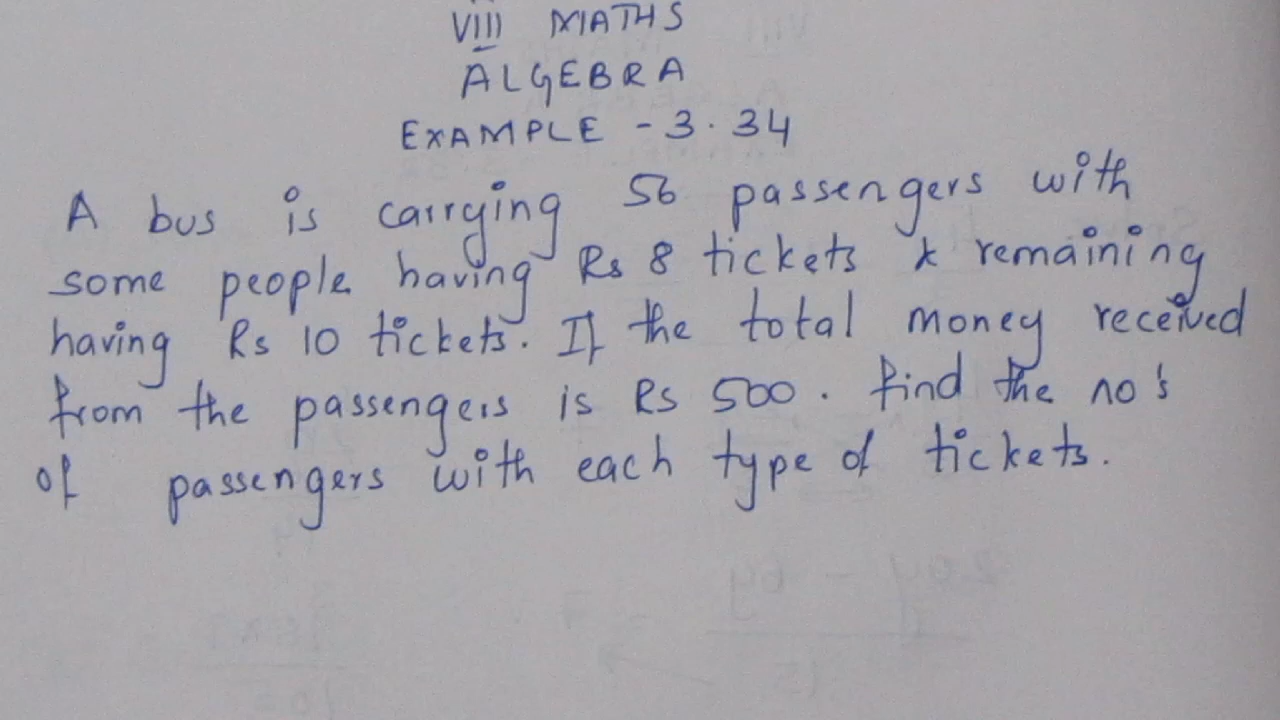 VIII MATHS
ALGEBRA
EXAMPLE - 3.34
A bus is carrying 56 passengers with
some people having Rs 8 tickets & remaining
having Rs 10 tickets. If the total money received
from the passengers is Rs 500. find the no's
of passengers with each type of tickets.